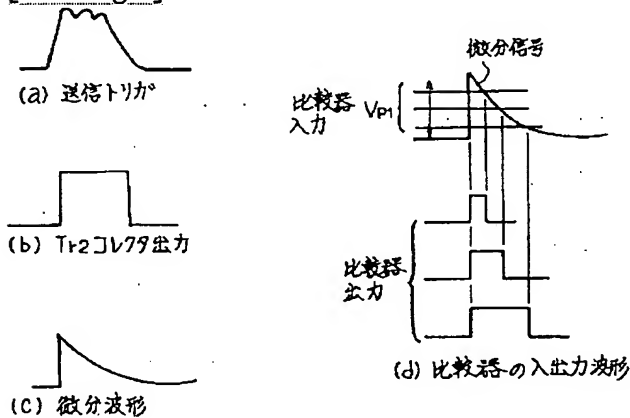 (a) 送信トリガ
(b) Tr2コレクタ出力
(c) 微分波形
微分信号
比較器
入力
VP1
比較器
出力
(d) 比較器の入出力波形